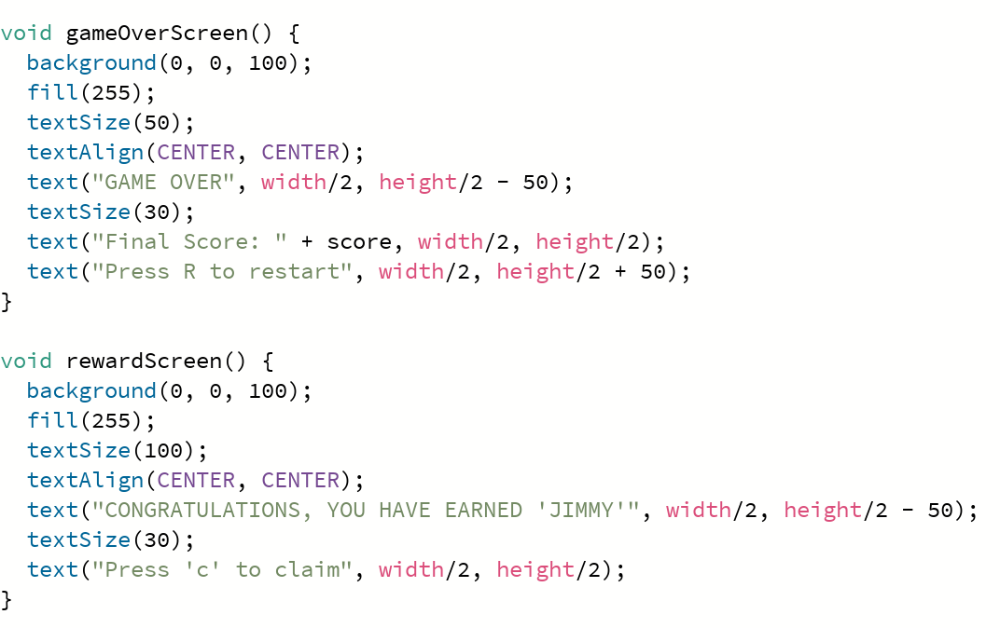 void gameOverScreen() {
  background(0, 0, 100);
  fill(255);
  textSize(50);
  textAlign(CENTER, CENTER);
  text("GAME OVER", width/2, height/2 - 50);
  textSize(30);
  text("Final Score: " + score, width/2, height/2);
  text("Press R to restart", width/2, height/2 + 50);
}

void rewardScreen() {
  background(0, 0, 100);
  fill(255);
  textSize(100);
  textAlign(CENTER, CENTER);
  text("CONGRATULATIONS, YOU HAVE EARNED 'JIMMY'", width/2, height/2 - 50);
  textSize(30);
  text("Press 'c' to claim", width/2, height/2);
}